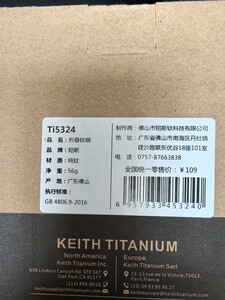 Ti5324
品名：折叠钛碗
品牌：铠斯
材质：纯钛
净重：56g
产地：广东佛山
执行标准：
GB 4806.9-2016
制作商：佛山市铠斯钛科技有限公司
地址：广东省佛山市南海区丹灶镇
建沙路联东优谷18座101室
电话：0757-87663838
全国统一零售价：￥109
6 957933 453240
KEITH TITANIUM
North America:
Keith Titanium Inc.
Europe:
Keith Titanium Sarl
Paris,France